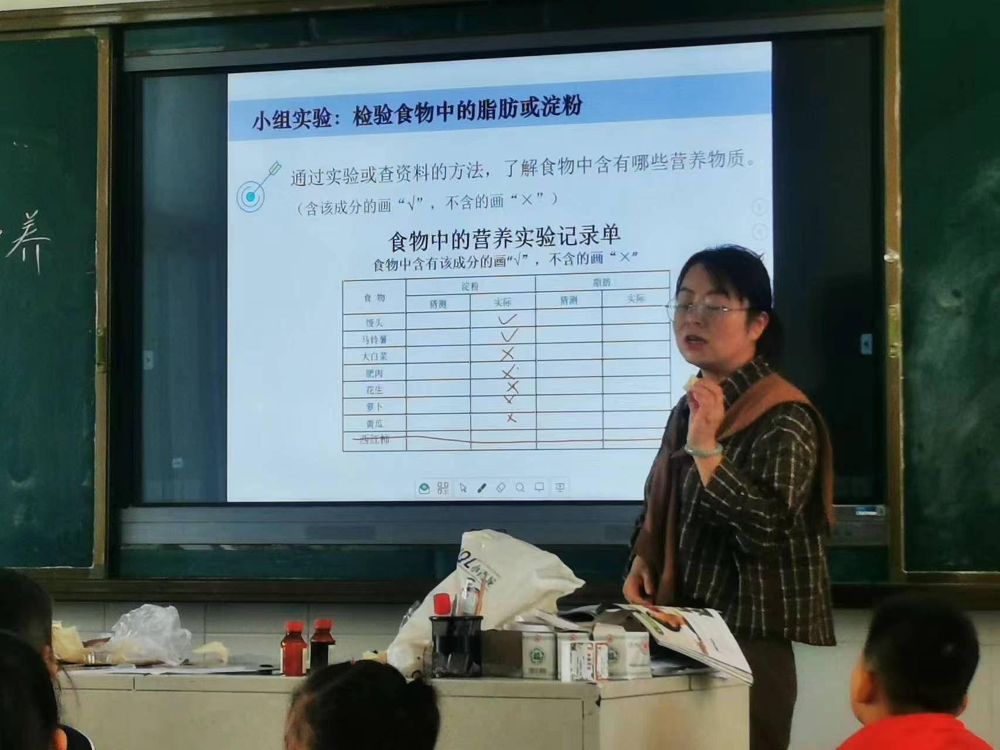 养
小组实验：检验食物中的脂肪或淀粉
通过实验或查资料的方法，了解食物中含有哪些营养物质。
（含该成分的画“√”，不含的画“×”）
食物中的营养实验记录单
食物中含有该成分的画“√”，不含的画“×”
食 物 淀粉 脂肪
猜测 实际 猜测 实际
馒头 ✓
马铃薯 ✓
大白菜 ×
肥肉 ×
花生 ×
萝卜 ×
黄瓜 ×
西红柿